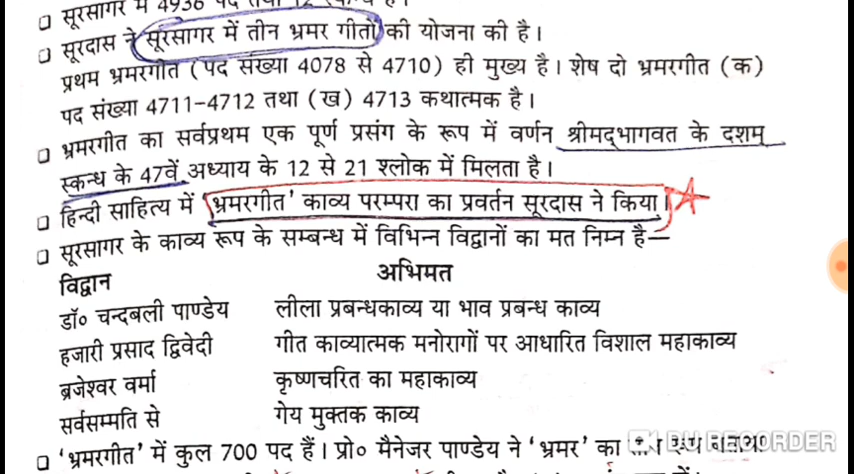 ❑ सूरसागर में 4936 पद तथा 12 स्कन्ध हैं।
❑ सूरदास ने सूरसागर में तीन भ्रमर गीतों की योजना की है।
प्रथम भ्रमरगीत (पद संख्या 4078 से 4710) ही मुख्य है। शेष दो भ्रमरगीत (क)
पद संख्या 4711-4712 तथा (ख) 4713 कथात्मक है।
❑ भ्रमरगीत का सर्वप्रथम एक पूर्ण प्रसंग के रूप में वर्णन श्रीमद्भागवत के दशम्
स्कन्ध के 47वें अध्याय के 12 से 21 श्लोक में मिलता है।
❑ हिन्दी साहित्य में 'भ्रमरगीत' काव्य परम्परा का प्रवर्तन सूरदास ने किया।
❑ सूरसागर के काव्य रूप के सम्बन्ध में विभिन्न विद्वानों का मत निम्न है—
विद्वान अभिमत
डॉ० चन्दबली पाण्डेय लीला प्रबन्धकाव्य या भाव प्रबन्ध काव्य
हजारी प्रसाद द्विवेदी गीत काव्यात्मक मनोरागों पर आधारित विशाल महाकाव्य
ब्रजेश्वर वर्मा कृष्णचरित का महाकाव्य
सर्वसम्मति से गेय मुक्तक काव्य
❑ 'भ्रमरगीत' में कुल 700 पद हैं। प्रो० मैनेजर पाण्डेय ने 'भ्रमर' का
DU RECORDER